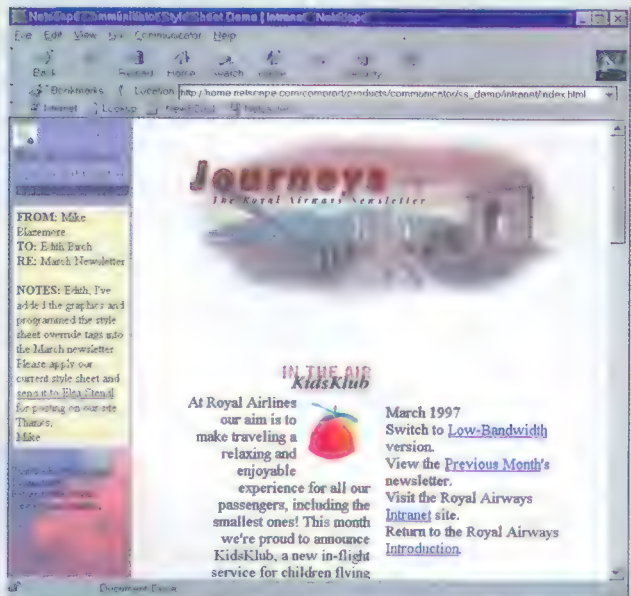 Netscape Communikator Style Sheet Demo | Intranet - Netscape
File Edit View Go Communicator Help
Back Reload Home
Bookmarks Location http://home.netscape.com/comprod/products/communicator/ss_demo/intranet/index.html
Internet Lookup New&Cool
Journeys
The Royal Airways Newsletter
FROM: Mike
Blazemore
TO: Edith Burch
RE: March Newsletter
NOTES: Edith, I've
added the graphics and
programmed the style
sheet override tags into
the March newsletter
Please apply our
current style sheet and
send it to
for posting on our site
Thanks,
Mike
IN THE AIR
KidsKlub
At Royal Airlines
our aim is to
make traveling a
relaxing and
enjoyable
experience for all our
passengers, including the
smallest ones! This month
we're proud to announce
KidsKlub, a new in-flight
service for children flying
March 1997
Switch to Low-Bandwidth
version.
View the Previous Month's
newsletter.
Visit the Royal Airways
Intranet site.
Return to the Royal Airways
Introduction.
Document Done